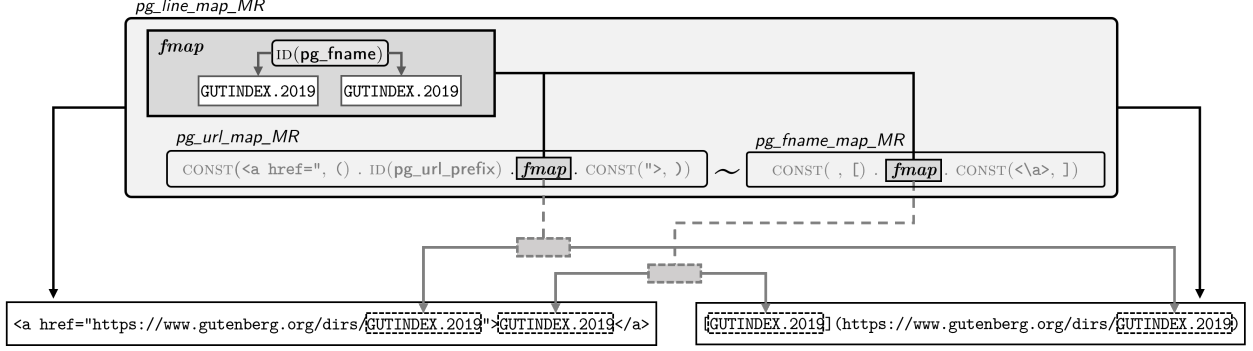 pg_line_map_MR
fmap
ID(pg_fname)
GUTINDEX.2019 GUTINDEX.2019
pg_url_map_MR
pg_fname_map_MR
CONST(<a href=", () . ID(pg_url_prefix) . fmap . CONST(">, )) ~ CONST( , [) . fmap . CONST(<\a>, ])
<a href="https://www.gutenberg.org/dirs/GUTINDEX.2019">GUTINDEX.2019</a>
[GUTINDEX.2019](https://www.gutenberg.org/dirs/GUTINDEX.2019)